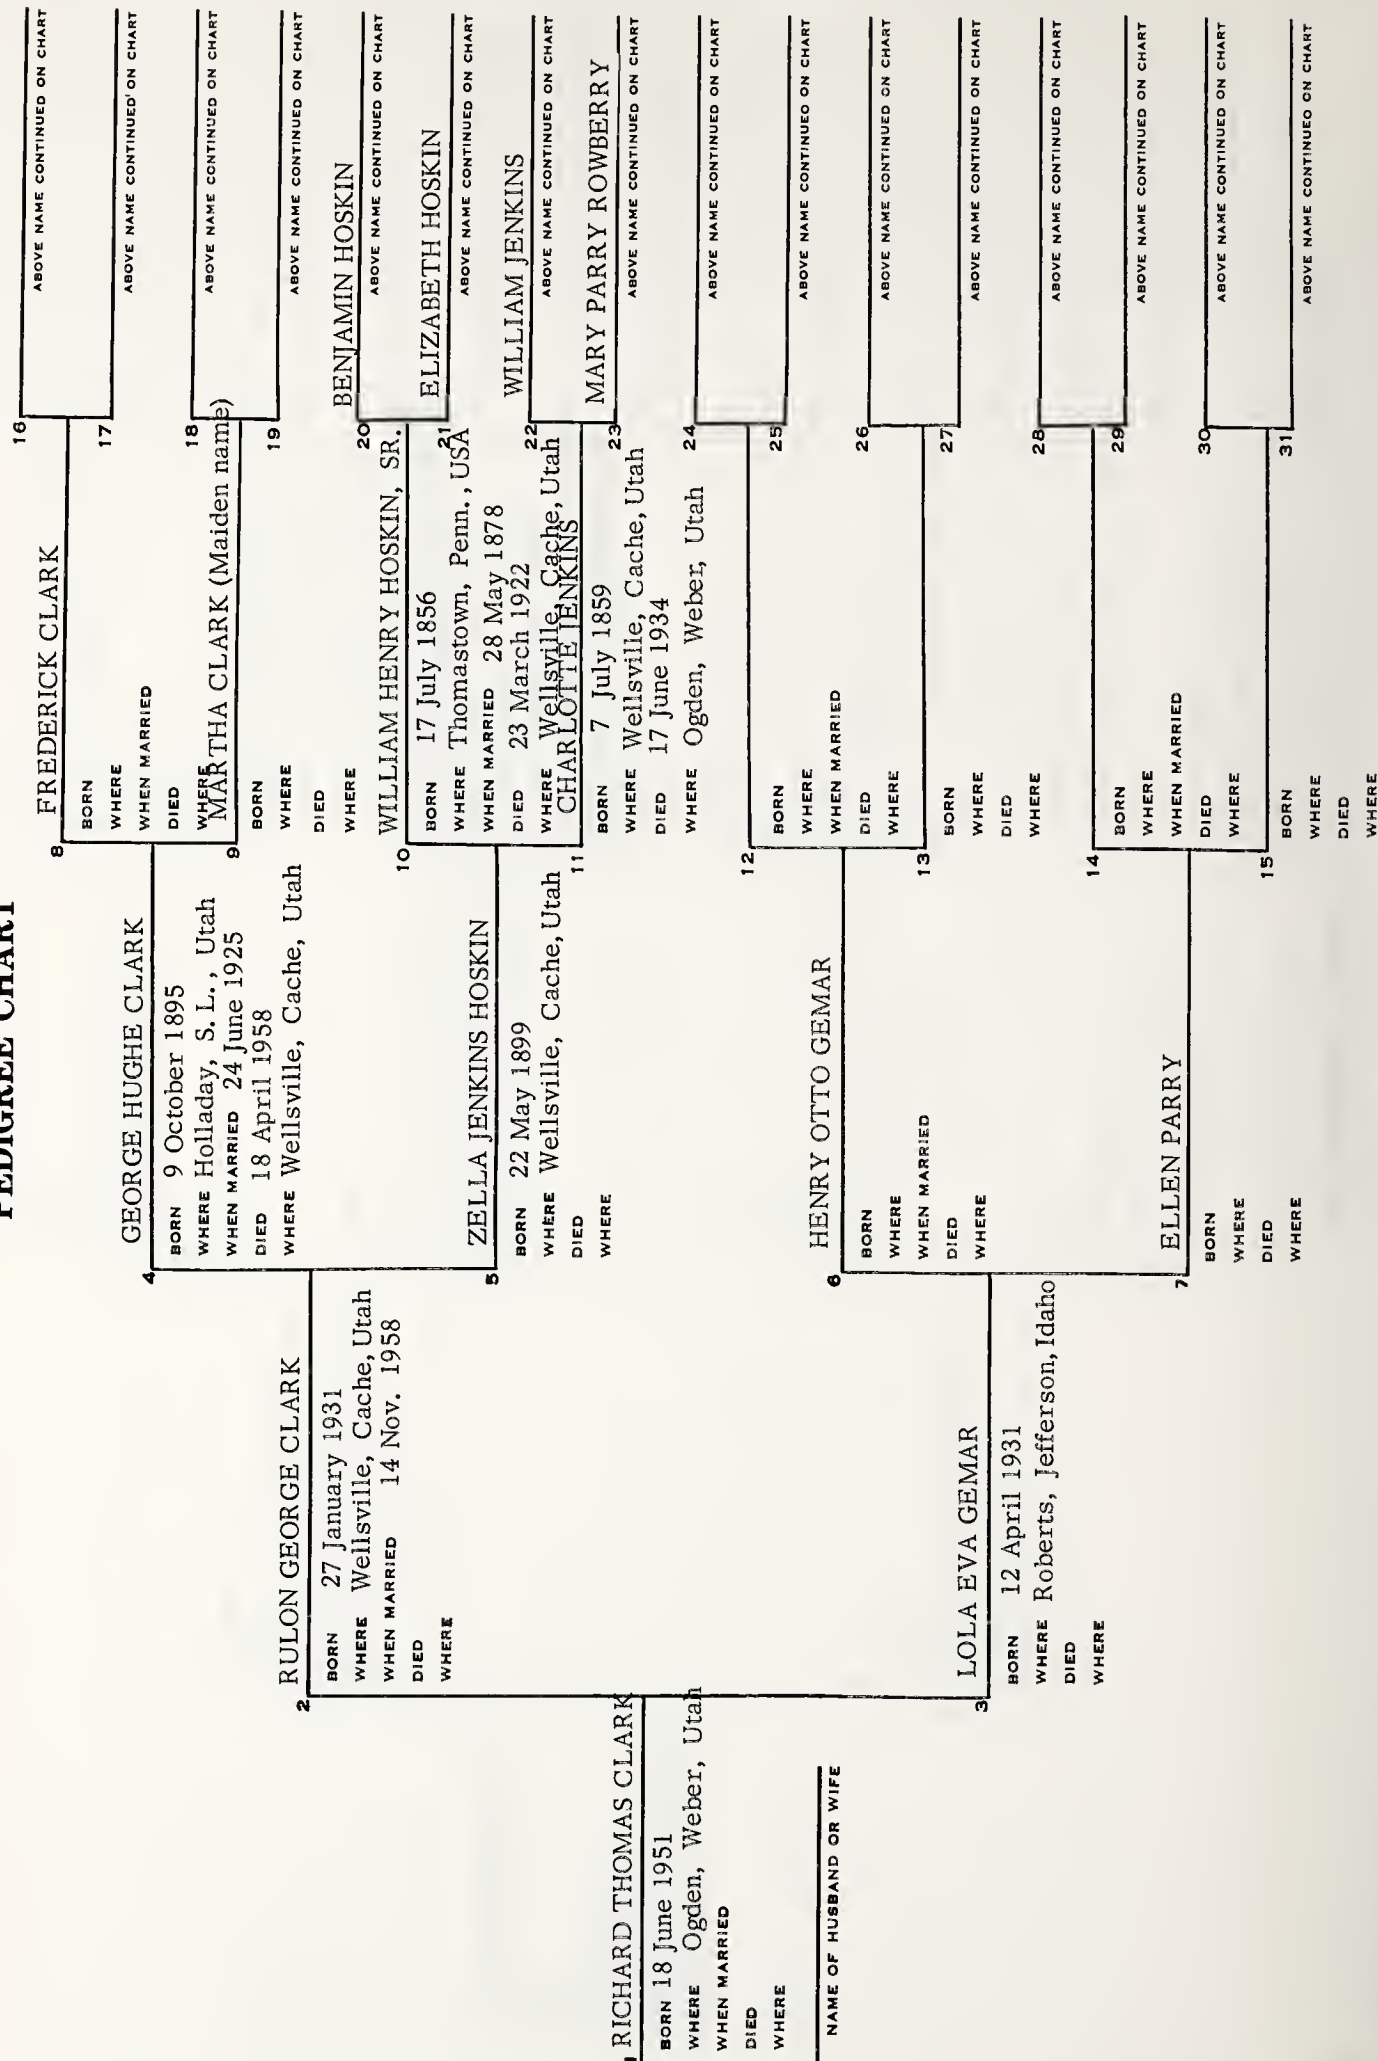 PEDIGREE CHART
16
ABOVE NAME CONTINUED ON CHART
8
FREDERICK CLARK
BORN
WHERE
WHEN MARRIED
DIED
WHERE
17
ABOVE NAME CONTINUED ON CHART
4
GEORGE HUGHE CLARK
BORN 9 October 1895
WHERE Holladay, S. L., Utah
WHEN MARRIED 24 June 1925
DIED 18 April 1958
WHERE Wellsville, Cache, Utah
18
ABOVE NAME CONTINUED ON CHART
9
MARTHA CLARK (Maiden name)
BORN
WHERE
DIED
WHERE
19
ABOVE NAME CONTINUED ON CHART
2
RULON GEORGE CLARK
BORN 27 January 1931
WHERE Wellsville, Cache, Utah
WHEN MARRIED 14 Nov. 1958
DIED
WHERE
20
BENJAMIN HOSKIN
ABOVE NAME CONTINUED ON CHART
10
WILLIAM HENRY HOSKIN, SR.
BORN 17 July 1856
WHERE Thomastown, Penn., USA
WHEN MARRIED 28 May 1878
DIED 23 March 1922
WHERE Wellsville, Cache, Utah
21
ELIZABETH HOSKIN
ABOVE NAME CONTINUED ON CHART
5
ZELLA JENKINS HOSKIN
BORN 22 May 1899
WHERE Wellsville, Cache, Utah
DIED
WHERE
22
WILLIAM JENKINS
ABOVE NAME CONTINUED ON CHART
11
CHARLOTTE JENKINS
BORN 7 July 1859
WHERE Wellsville, Cache, Utah
DIED 17 June 1934
WHERE Ogden, Weber, Utah
23
MARY PARRY ROWBERRY
ABOVE NAME CONTINUED ON CHART
RICHARD THOMAS CLARK
BORN 18 June 1951
WHERE Ogden, Weber, Utah
WHEN MARRIED
DIED
WHERE
NAME OF HUSBAND OR WIFE
24
ABOVE NAME CONTINUED ON CHART
12
BORN
WHERE
WHEN MARRIED
DIED
WHERE
25
ABOVE NAME CONTINUED ON CHART
6
HENRY OTTO GEMAR
BORN
WHERE
WHEN MARRIED
DIED
WHERE
26
ABOVE NAME CONTINUED ON CHART
13
BORN
WHERE
DIED
WHERE
27
ABOVE NAME CONTINUED ON CHART
3
LOLA EVA GEMAR
BORN 12 April 1931
WHERE Roberts, Jefferson, Idaho
DIED
WHERE
28
ABOVE NAME CONTINUED ON CHART
14
BORN
WHERE
WHEN MARRIED
DIED
WHERE
29
ABOVE NAME CONTINUED ON CHART
7
ELLEN PARRY
BORN
WHERE
DIED
WHERE
30
ABOVE NAME CONTINUED ON CHART
15
BORN
WHERE
DIED
WHERE
31
ABOVE NAME CONTINUED ON CHART